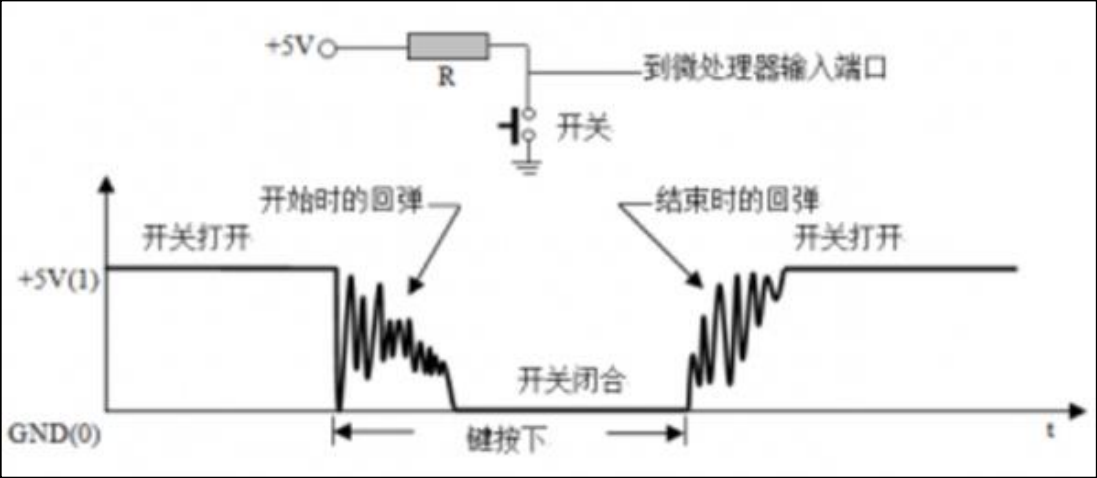 +5V
R
到微处理器输入端口
开关
开始时的回弹
结束时的回弹
开关打开
开关打开
+5V(1)
开关闭合
GND(0)
键按下
t